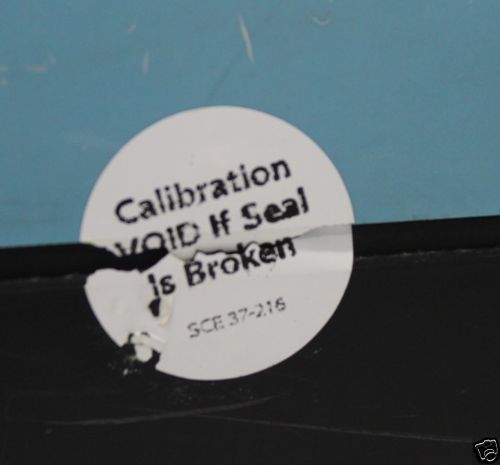 Calibration
VOID If Seal
is Broken
SCE 37-216